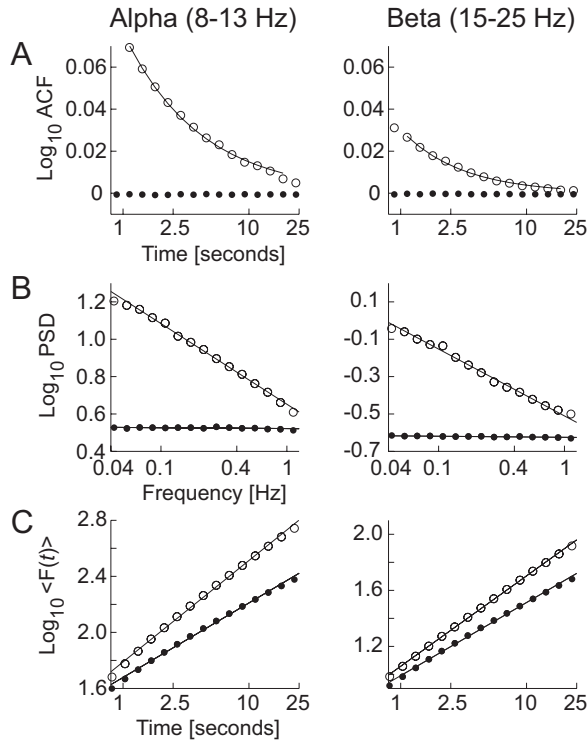 Alpha (8-13 Hz) Beta (15-25 Hz)
A
Log10 ACF
0.06
0.04
0.02
0
0.06
0.04
0.02
0
1 2.5 10 25
1 2.5 10 25
Time [seconds]
B
Log10 PSD
1.2
1.0
0.8
0.6
0.4
0.1
-0.1
-0.3
-0.5
-0.7
0.04 0.1 0.4 1
0.04 0.1 0.4 1
Frequency [Hz]
C
Log10 <F(t)>
2.8
2.4
2.0
1.6
2.0
1.6
1.2
1 2.5 10 25
1 2.5 10 25
Time [seconds]